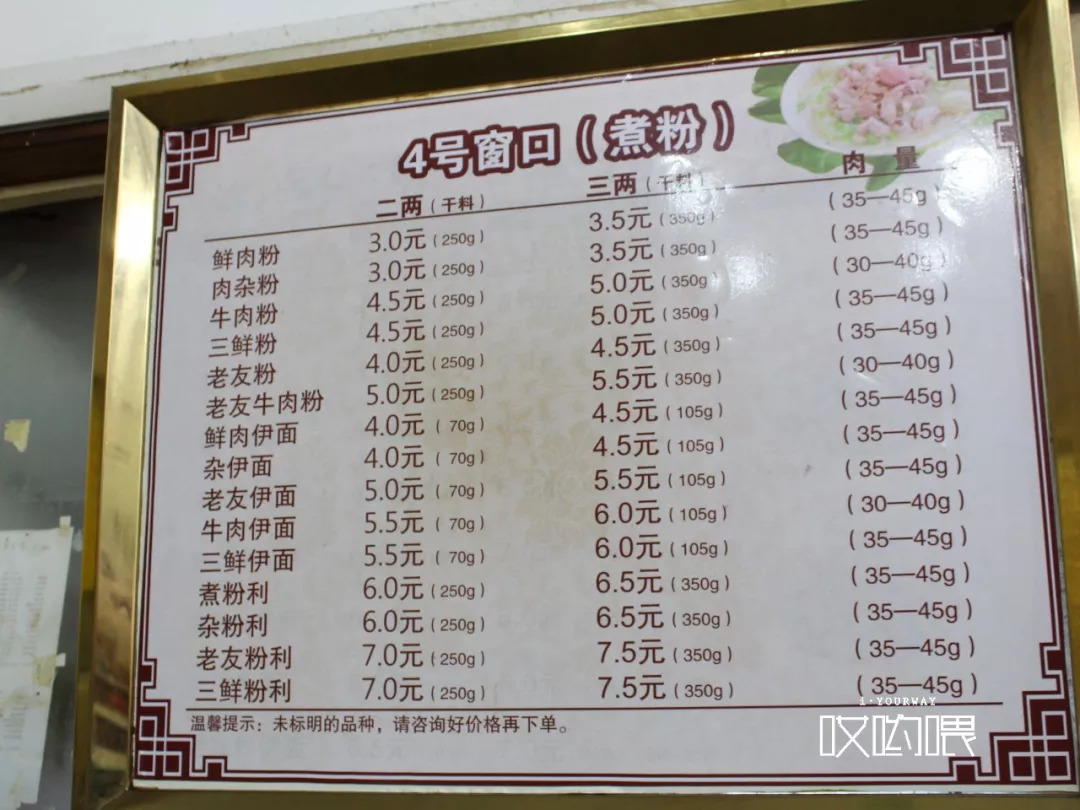 4号窗口（煮粉）
二两（干料） 三两（干料） 肉 量
鲜肉粉 3.0元（250g） 3.5元（350g） （35—45g）
肉杂粉 3.0元（250g） 3.5元（350g） （35—45g）
牛肉粉 4.5元（250g） 5.0元（350g） （30—40g）
三鲜粉 4.5元（250g） 5.0元（350g） （35—45g）
老友粉 4.0元（250g） 4.5元（350g） （35—45g）
老友牛肉粉 5.0元（250g） 5.5元（350g） （30—40g）
鲜肉伊面 4.0元（70g） 4.5元（105g） （35—45g）
杂伊面 4.0元（70g） 4.5元（105g） （35—45g）
老友伊面 5.0元（70g） 5.5元（105g） （35—45g）
牛肉伊面 5.5元（70g） 6.0元（105g） （30—40g）
三鲜伊面 5.5元（70g） 6.0元（105g） （35—45g）
煮粉利 6.0元（250g） 6.5元（350g） （35—45g）
杂粉利 6.0元（250g） 6.5元（350g） （35—45g）
老友粉利 7.0元（250g） 7.5元（350g） （35—45g）
三鲜粉利 7.0元（250g） 7.5元（350g） （35—45g）
温馨提示：未标明的品种，请咨询好价格再下单。
i·YOURWAY
哎哟喂